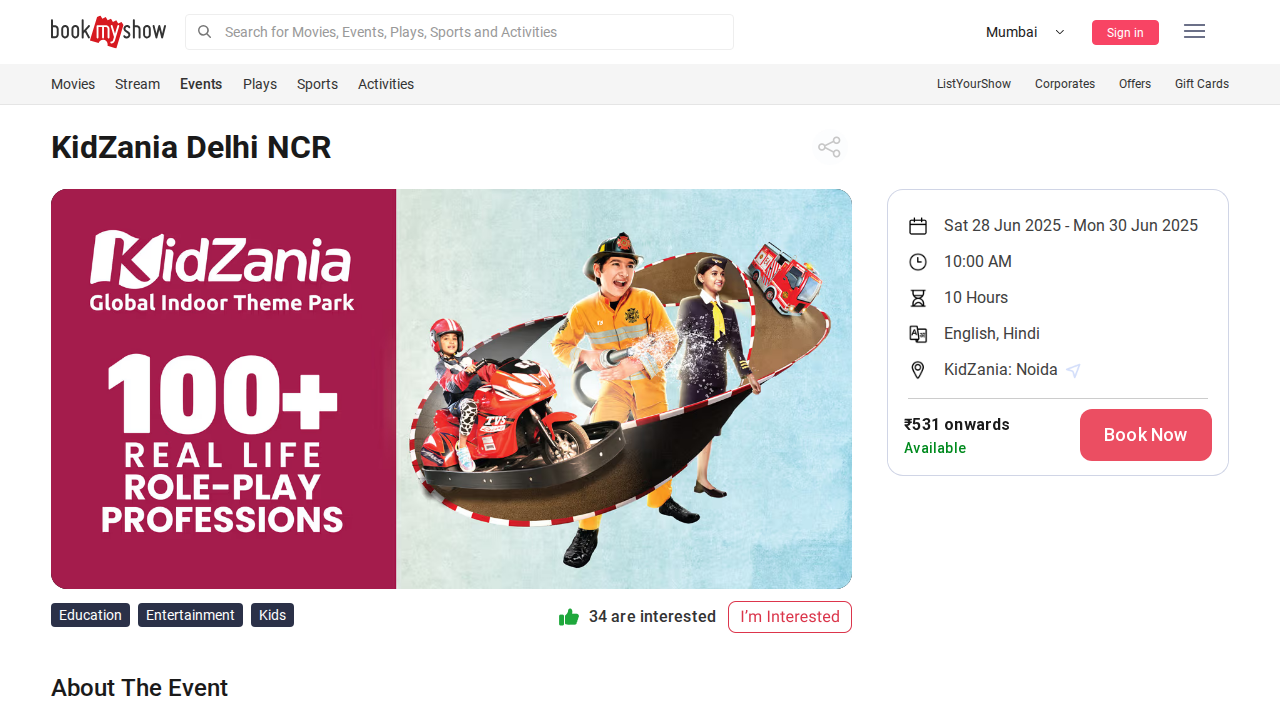 bookmyshow
Search for Movies, Events, Plays, Sports and Activities
Mumbai
Sign in
Movies
Stream
Events
Plays
Sports
Activities
ListYourShow
Corporates
Offers
Gift Cards
KidZania Delhi NCR
KidZania
Global Indoor Theme Park
100+
REAL LIFE
ROLE-PLAY
PROFESSIONS
Sat 28 Jun 2025 - Mon 30 Jun 2025
10:00 AM
10 Hours
English, Hindi
KidZania: Noida
₹531 onwards
Available
Book Now
Education
Entertainment
Kids
34 are interested
I’m Interested
About The Event